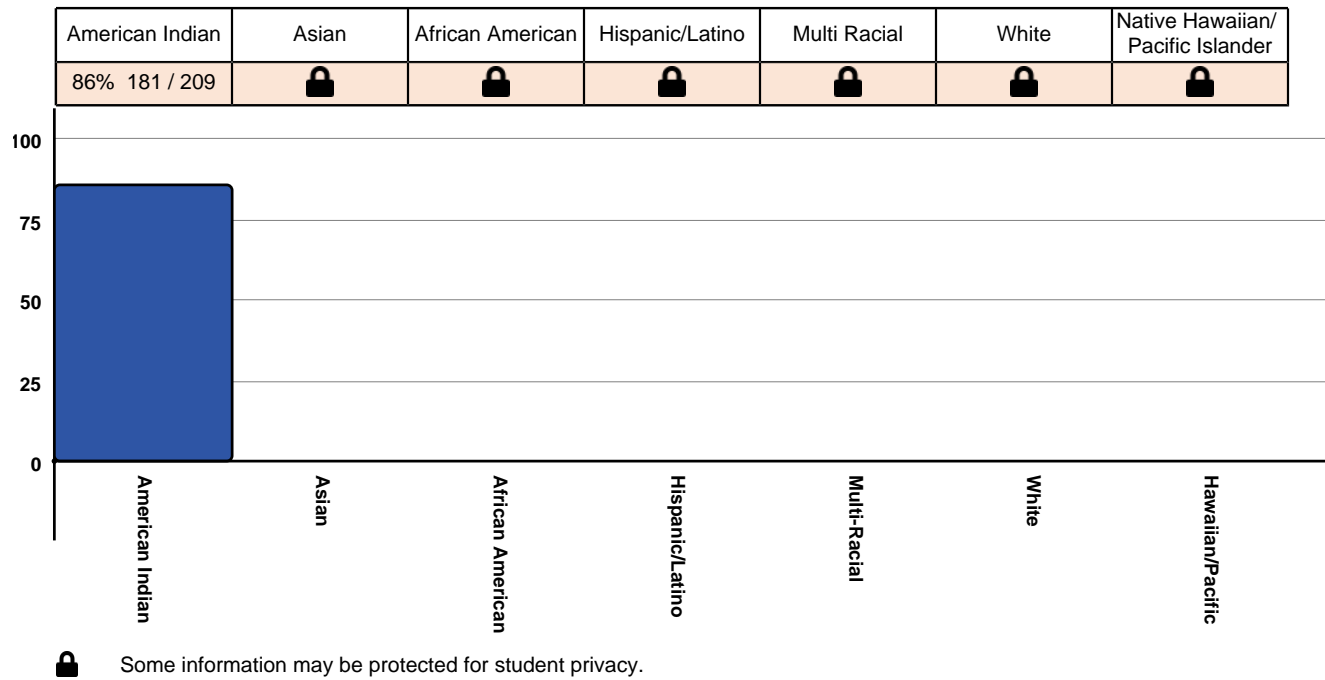 American Indian Asian African American Hispanic/Latino Multi Racial White Native Hawaiian/
Pacific Islander
86% 181 / 209
100
75
50
25
0
American Indian
Asian
African American
Hispanic/Latino
Multi-Racial
White
Hawaiian/Pacific
Some information may be protected for student privacy.